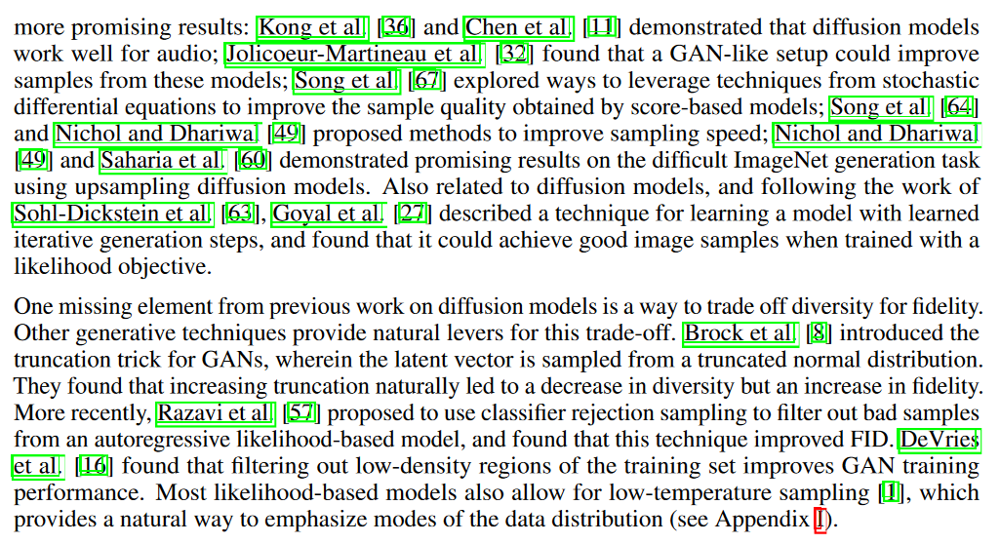 more promising results: Kong et al. [36] and Chen et al. [11] demonstrated that diffusion models
work well for audio; Jolicoeur-Martineau et al. [32] found that a GAN-like setup could improve
samples from these models; Song et al. [67] explored ways to leverage techniques from stochastic
differential equations to improve the sample quality obtained by score-based models; Song et al. [64]
and Nichol and Dhariwal [49] proposed methods to improve sampling speed; Nichol and Dhariwal
[49] and Saharia et al. [60] demonstrated promising results on the difficult ImageNet generation task
using upsampling diffusion models. Also related to diffusion models, and following the work of
Sohl-Dickstein et al. [63], Goyal et al. [27] described a technique for learning a model with learned
iterative generation steps, and found that it could achieve good image samples when trained with a
likelihood objective.
One missing element from previous work on diffusion models is a way to trade off diversity for fidelity.
Other generative techniques provide natural levers for this trade-off. Brock et al. [8] introduced the
truncation trick for GANs, wherein the latent vector is sampled from a truncated normal distribution.
They found that increasing truncation naturally led to a decrease in diversity but an increase in fidelity.
More recently, Razavi et al. [57] proposed to use classifier rejection sampling to filter out bad samples
from an autoregressive likelihood-based model, and found that this technique improved FID. DeVries
et al. [16] found that filtering out low-density regions of the training set improves GAN training
performance. Most likelihood-based models also allow for low-temperature sampling [1], which
provides a natural way to emphasize modes of the data distribution (see Appendix I).